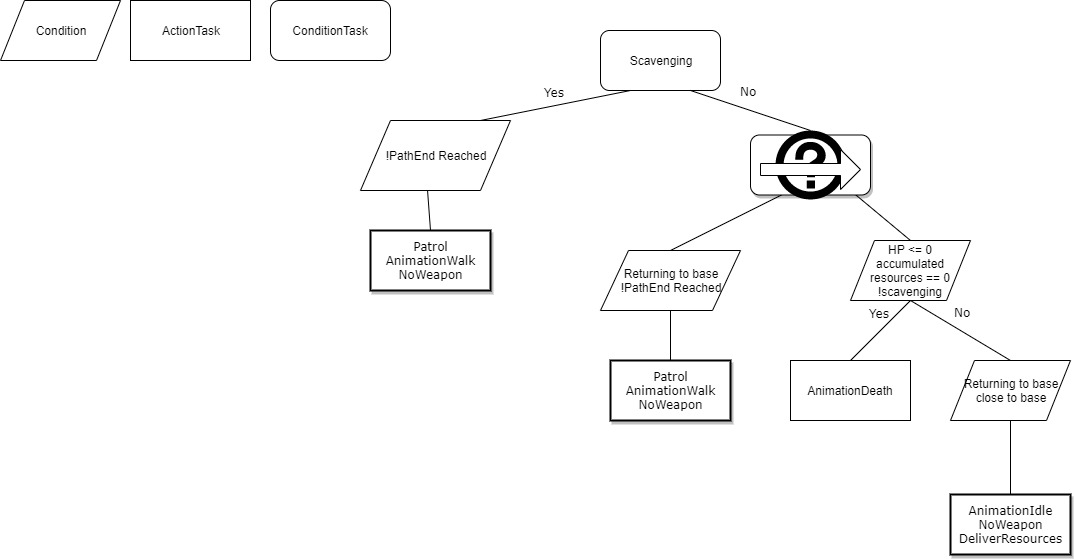 Condition
ActionTask
ConditionTask
Scavenging
Yes
No
!PathEnd Reached
?
Patrol
AnimationWalk
NoWeapon
Returning to base
!PathEnd Reached
HP <= 0
accumulated
resources == 0
!scavenging
Yes
No
Patrol
AnimationWalk
NoWeapon
AnimationDeath
Returning to base
close to base
AnimationIdle
NoWeapon
DeliverResources